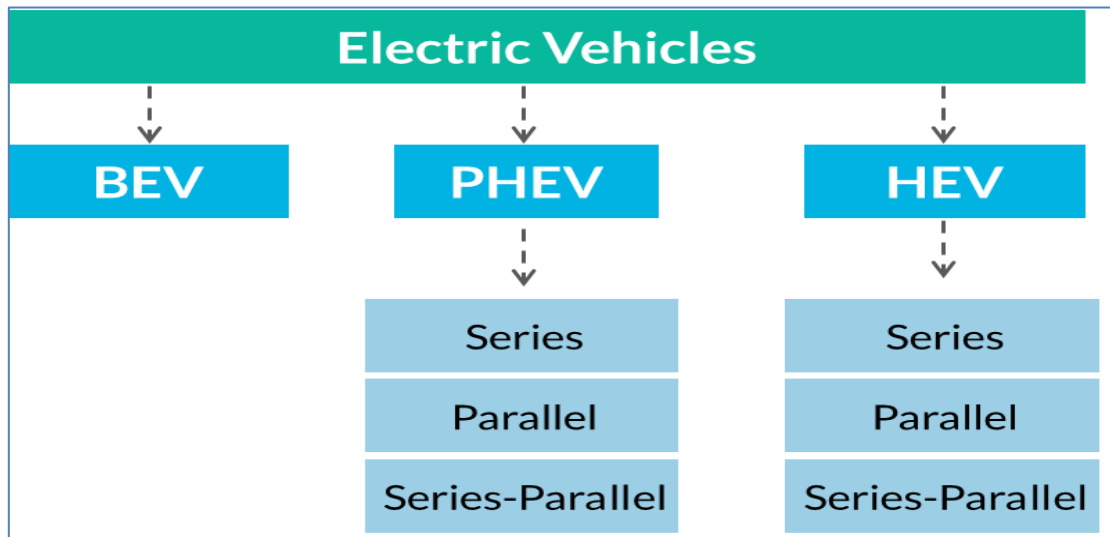 Electric Vehicles
BEV
PHEV
HEV
Series
Series
Parallel
Parallel
Series-Parallel
Series-Parallel